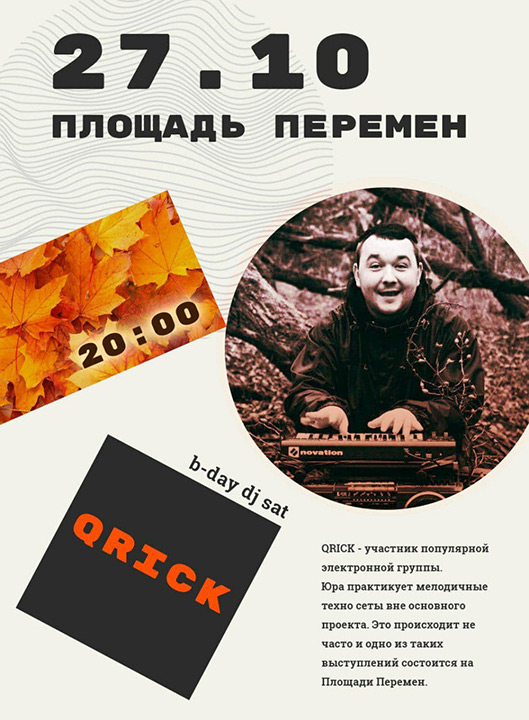 27.10
ПЛОЩАДЬ ПЕРЕМЕН
20:00
novation
b-day dj sat
QRICK
QRICK - участник популярной
электронной группы.
Юра практикует мелодичные
техно сеты вне основного
проекта. Это происходит не
часто и одно из таких
выступлений состоится на
Площади Перемен.